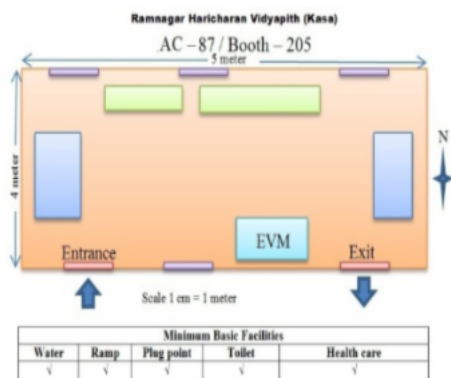 Ramnagar Haricharan Vidyapith (Kasa)
AC – 87 / Booth – 205
5 meter
4 meter
N
Entrance
EVM
Exit
Scale 1 cm = 1 meter
Minimum Basic Facilities
Water Ramp Plug point Toilet Health care
√ √ √ √ √